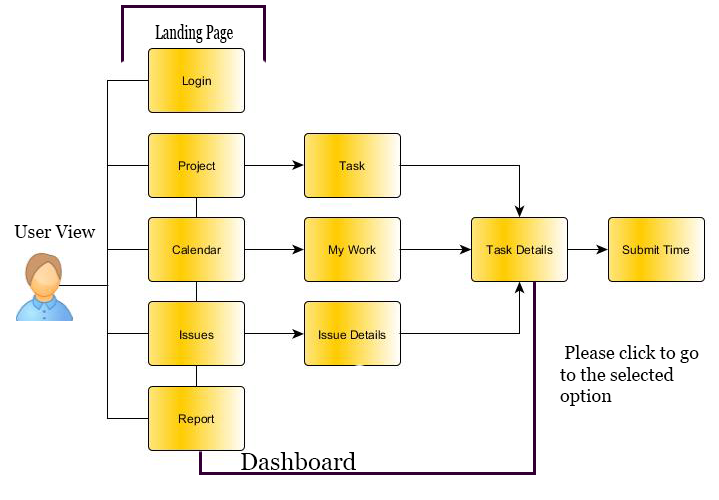 Landing Page
Login
Project
Task
User View
Calendar
My Work
Task Details
Submit Time
Issues
Issue Details
Please click to go
to the selected
option
Report
Dashboard